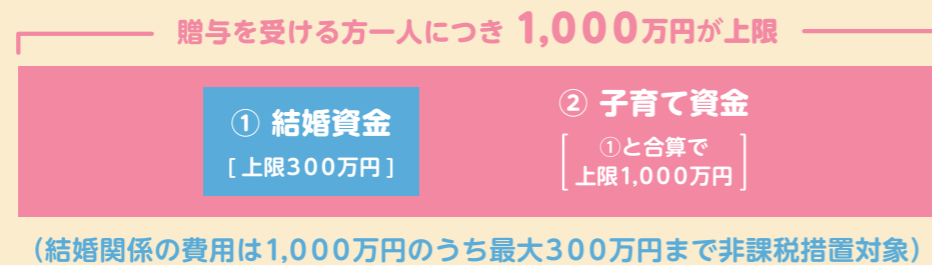 贈与を受ける方一人につき 1,000万円が上限
① 結婚資金
[ 上限300万円 ]
② 子育て資金
[ ①と合算で
上限1,000万円 ]
（結婚関係の費用は1,000万円のうち最大300万円まで非課税措置対象）